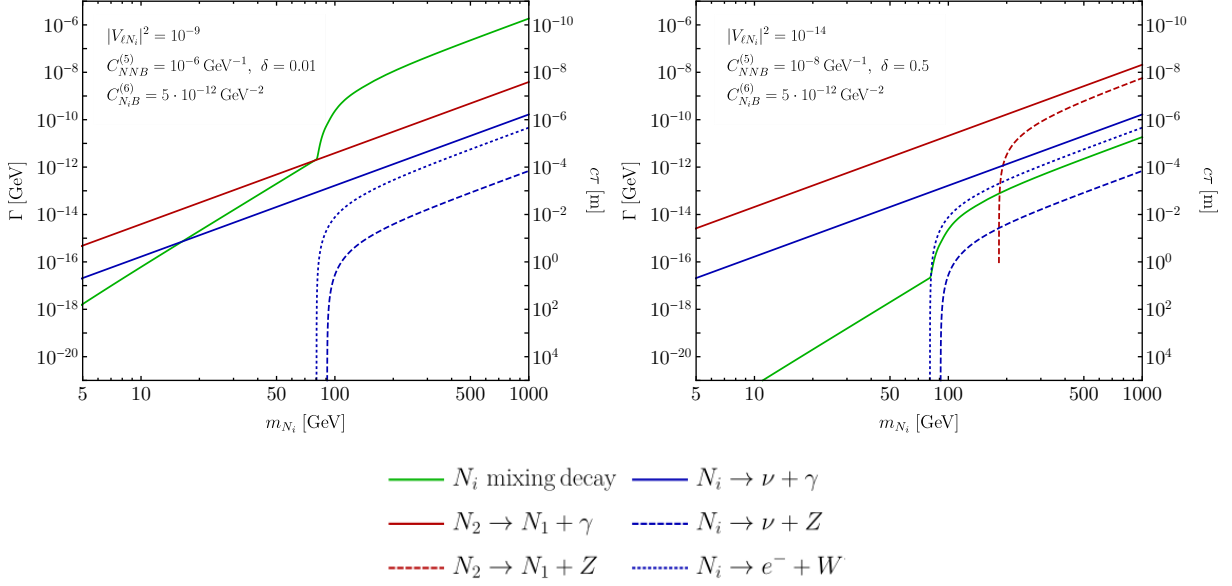 |V_{ℓN_i}|^2 = 10^{-9}
C_{NNB}^{(5)} = 10^{-6} GeV^{-1}, δ = 0.01
C_{N_iB}^{(6)} = 5 · 10^{-12} GeV^{-2}
10^{-6}
10^{-8}
10^{-10}
10^{-12}
10^{-14}
10^{-16}
10^{-18}
10^{-20}
Γ [GeV]
10^{-10}
10^{-8}
10^{-6}
10^{-4}
10^{-2}
10^{0}
10^{2}
10^{4}
cτ [m]
5 10 50 100 500 1000
m_{N_i} [GeV]
|V_{ℓN_i}|^2 = 10^{-14}
C_{NNB}^{(5)} = 10^{-8} GeV^{-1}, δ = 0.5
C_{N_iB}^{(6)} = 5 · 10^{-12} GeV^{-2}
10^{-6}
10^{-8}
10^{-10}
10^{-12}
10^{-14}
10^{-16}
10^{-18}
10^{-20}
Γ [GeV]
10^{-10}
10^{-8}
10^{-6}
10^{-4}
10^{-2}
10^{0}
10^{2}
10^{4}
cτ [m]
5 10 50 100 500 1000
m_{N_i} [GeV]
N_i mixing decay
N_i → ν + γ
N_2 → N_1 + γ
N_i → ν + Z
N_2 → N_1 + Z
N_i → e^- + W